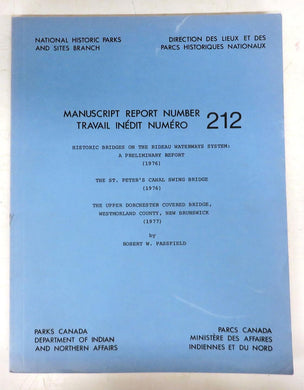 NATIONAL HISTORIC PARKS
AND SITES BRANCH
DIRECTION DES LIEUX ET DES
PARCS HISTORIQUES NATIONAUX
MANUSCRIPT REPORT NUMBER
TRAVAIL INÉDIT NUMÉRO 212
HISTORIC BRIDGES ON THE RIDEAU WATERWAYS SYSTEM:
A PRELIMINARY REPORT
(1976)
THE ST. PETER'S CANAL SWING BRIDGE
(1976)
THE UPPER DORCHESTER COVERED BRIDGE,
WESTMORLAND COUNTY, NEW BRUNSWICK
(1977)
by
ROBERT W. PASSFIELD
PARKS CANADA
DEPARTMENT OF INDIAN
AND NORTHERN AFFAIRS
PARCS CANADA
MINISTÈRE DES AFFAIRES
INDIENNES ET DU NORD